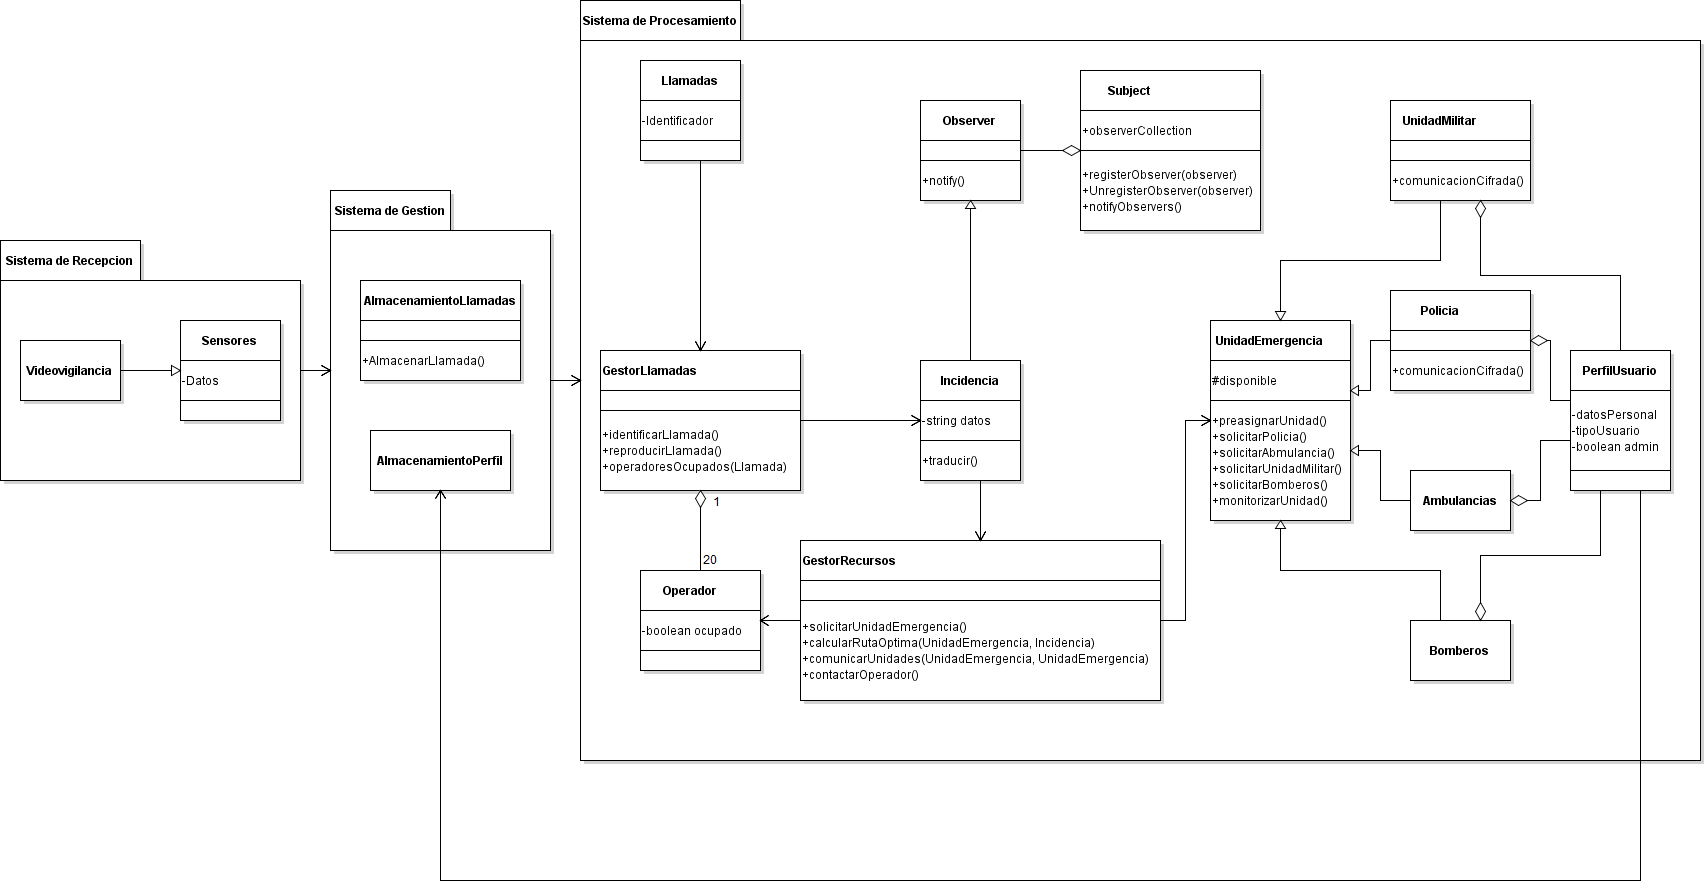 Sistema de Procesamiento
Llamadas
-Identificador
Observer
+notify()
Subject
+observerCollection
+registerObserver(observer)
+UnregisterObserver(observer)
+notifyObservers()
UnidadMilitar
+comunicacionCifrada()
Sistema de Gestion
AlmacenamientoLlamadas
+AlmacenarLlamada()
AlmacenamientoPerfil
Sistema de Recepcion
Videovigilancia
Sensores
-Datos
GestorLlamadas
+identificarLlamada()
+reproducirLlamada()
+operadoresOcupados(Llamada)
1
20
Operador
-boolean ocupado
Incidencia
-string datos
+traducir()
GestorRecursos
+solicitarUnidadEmergencia()
+calcularRutaOptima(UnidadEmergencia, Incidencia)
+comunicarUnidades(UnidadEmergencia, UnidadEmergencia)
+contactarOperador()
UnidadEmergencia
#disponible
+preasignarUnidad()
+solicitarPolicia()
+solicitarAbmulancia()
+solicitarUnidadMilitar()
+solicitarBomberos()
+monitorizarUnidad()
Policia
+comunicacionCifrada()
PerfilUsuario
-datosPersonal
-tipoUsuario
-boolean admin
Ambulancias
Bomberos